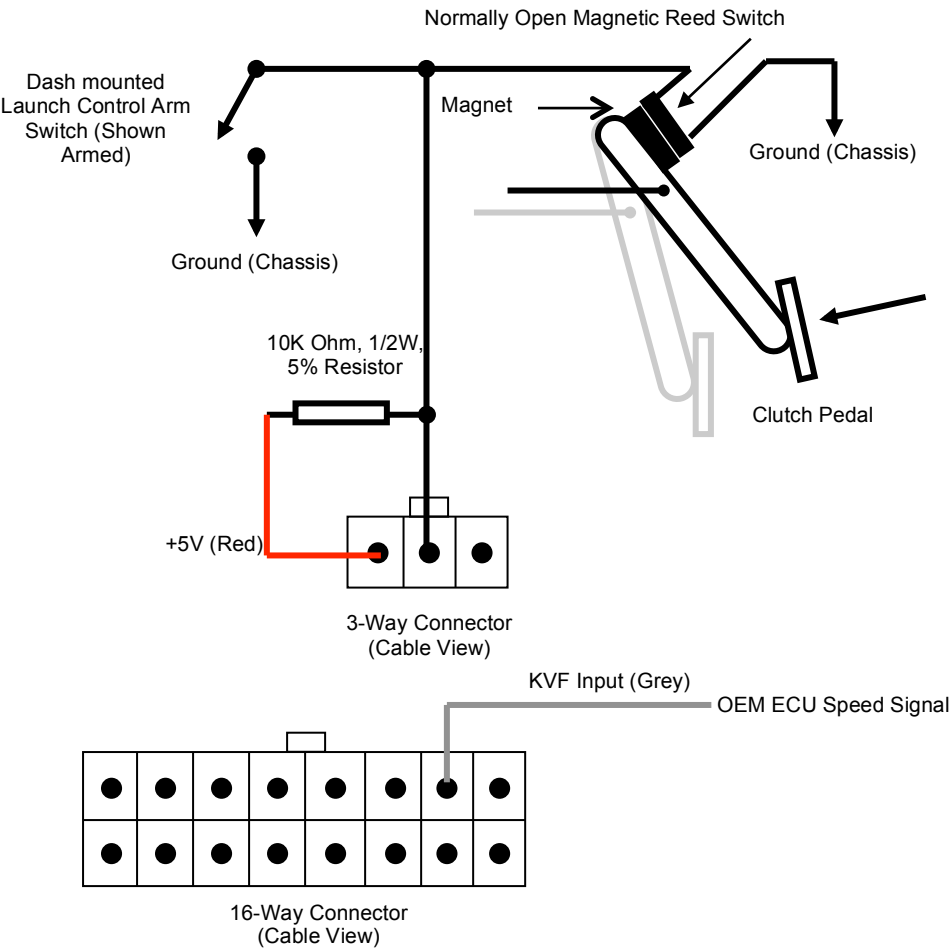 Normally Open Magnetic Reed Switch
Dash mounted
Launch Control Arm
Switch (Shown
Armed)
Magnet
Ground (Chassis)
Ground (Chassis)
10K Ohm, 1/2W,
5% Resistor
Clutch Pedal
+5V (Red)
3-Way Connector
(Cable View)
KVF Input (Grey)
OEM ECU Speed Signal
16-Way Connector
(Cable View)